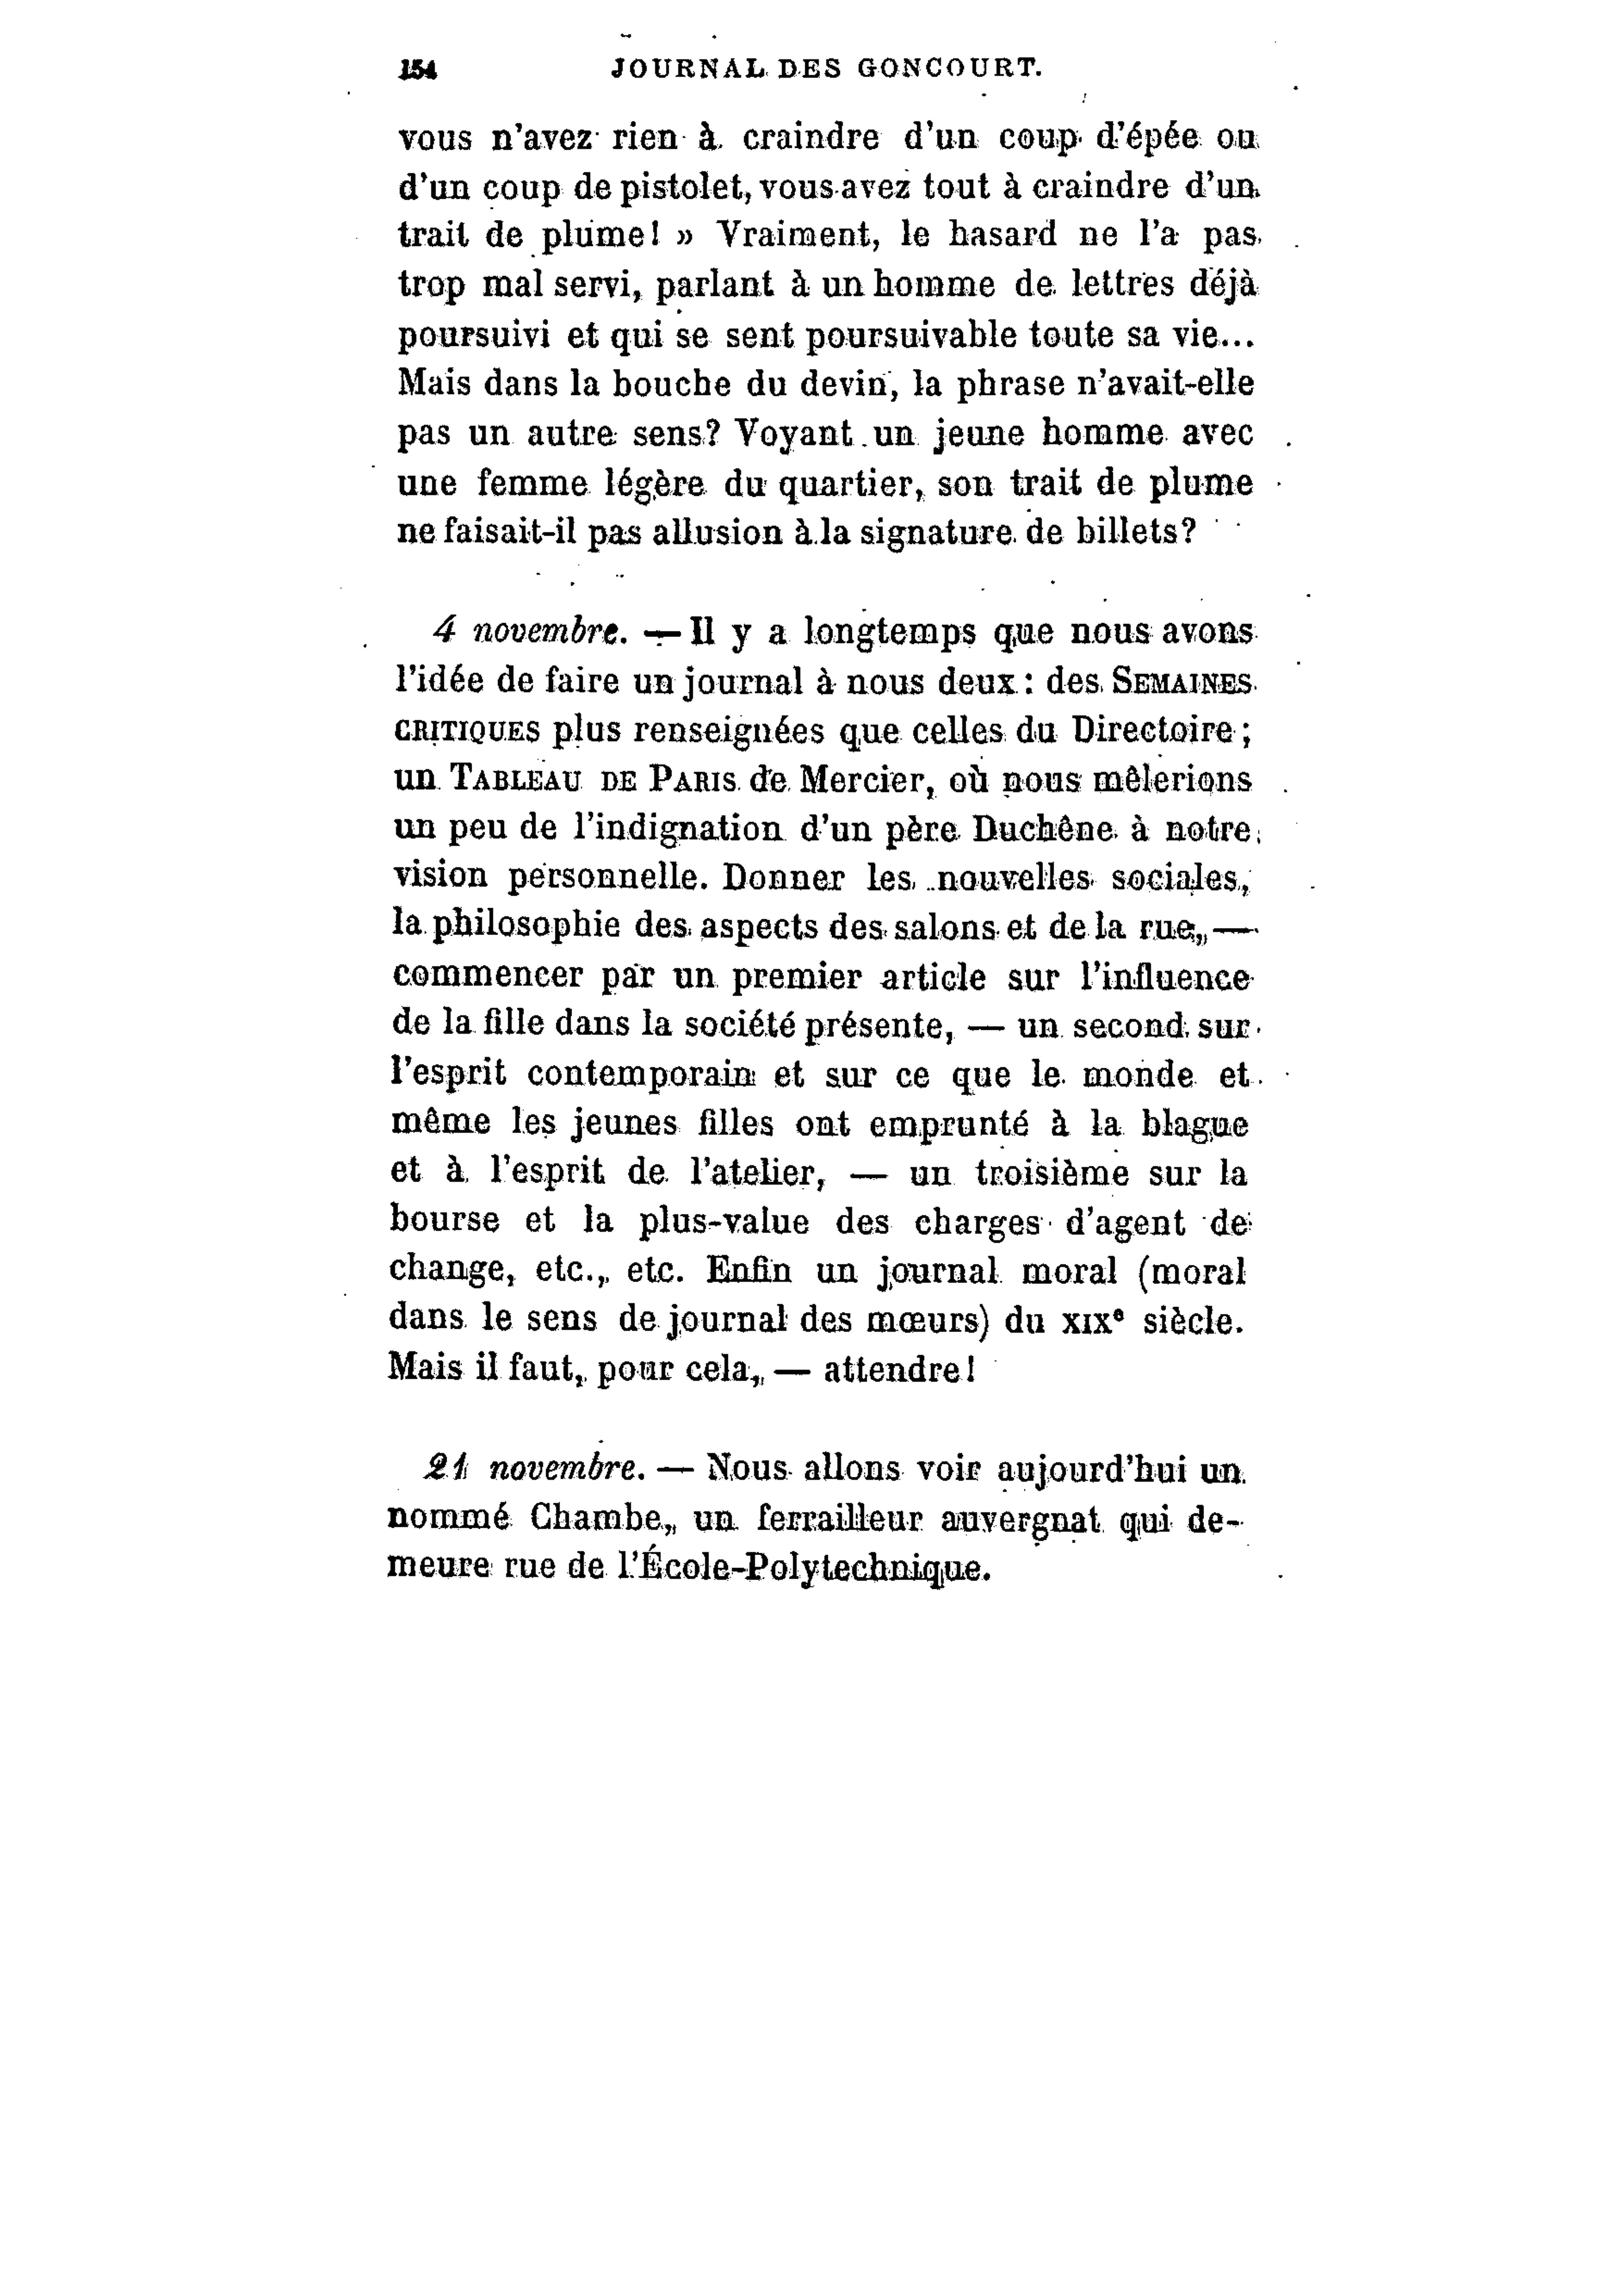 154 JOURNAL DES GONCOURT.
vous n'avez rien à craindre d'un coup d'épée ou
d'un coup de pistolet, vous avez tout à craindre d'un
trait de plume! » Vraiment, le hasard ne l'a pas
trop mal servi, parlant à un homme de lettres déjà
poursuivi et qui se sent poursuivable toute sa vie...
Mais dans la bouche du devin, la phrase n'avait-elle
pas un autre sens? Voyant un jeune homme avec
une femme légère du quartier, son trait de plume
ne faisait-il pas allusion à la signature de billets?
4 novembre. — Il y a longtemps que nous avons
l'idée de faire un journal à nous deux : des SEMAINES
CRITIQUES plus renseignées que celles du Directoire ;
un TABLEAU DE PARIS de Mercier, où nous mêlerions
un peu de l'indignation d'un père Duchêne à notre
vision personnelle. Donner les nouvelles sociales,
la philosophie des aspects des salons et de la rue, —
commencer par un premier article sur l'influence
de la fille dans la société présente, — un second sur
l'esprit contemporain et sur ce que le monde et
même les jeunes filles ont emprunté à la blague
et à l'esprit de l'atelier, — un troisième sur la
bourse et la plus-value des charges d'agent de
change, etc., etc. Enfin un journal moral (moral
dans le sens de journal des mœurs) du XIXe siècle.
Mais il faut, pour cela, — attendre!
21 novembre. — Nous allons voir aujourd'hui un
nommé Chambe, un ferrailleur auvergnat qui de-
meure rue de l'École-Polytechnique.